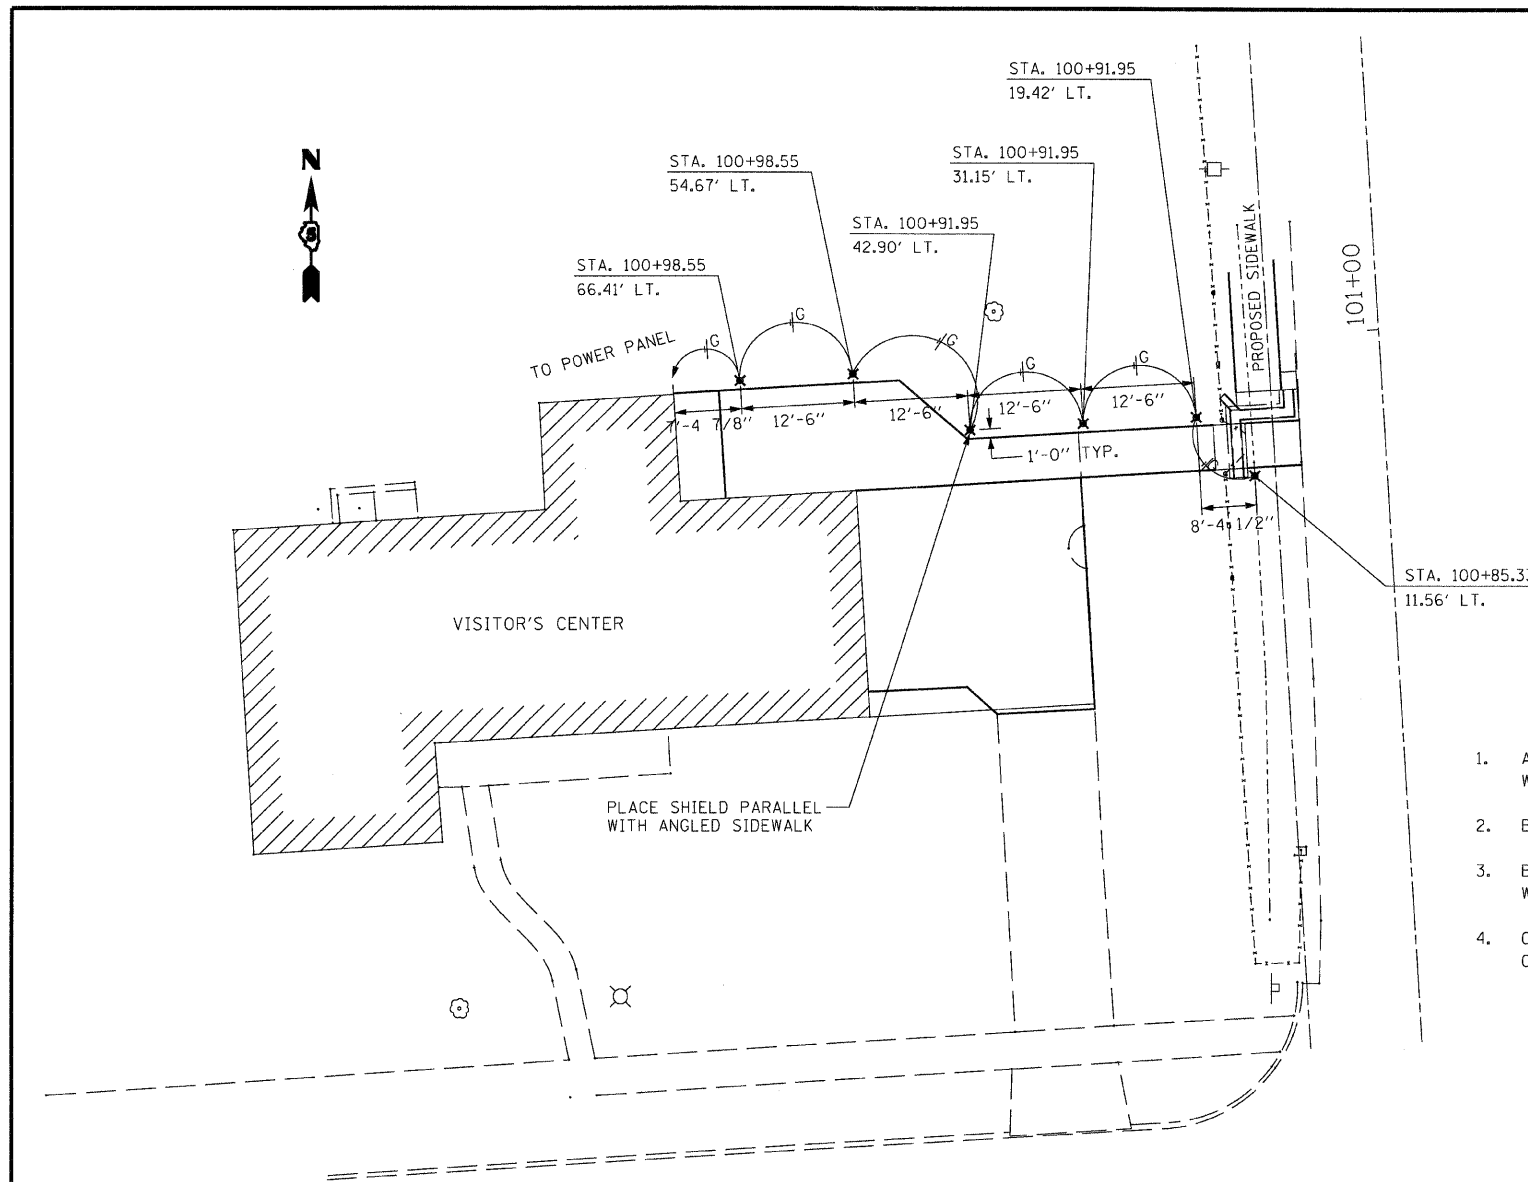 STA. 100+91.95
19.42' LT.
STA. 100+98.55
54.67' LT.
STA. 100+91.95
31.15' LT.
N
S
STA. 100+91.95
42.90' LT.
STA. 100+98.55
66.41' LT.
PROPOSED SIDEWALK
101+00
TO POWER PANEL
G
G
G
G
G
7'-4 7/8"
12'-6"
12'-6"
12'-6"
12'-6"
1'-0" TYP.
G
8'-4 1/2"
STA. 100+85.33
11.56' LT.
VISITOR'S CENTER
PLACE SHIELD PARALLEL
WITH ANGLED SIDEWALK
1. A
W
2. E
3. E
W
4. C
C